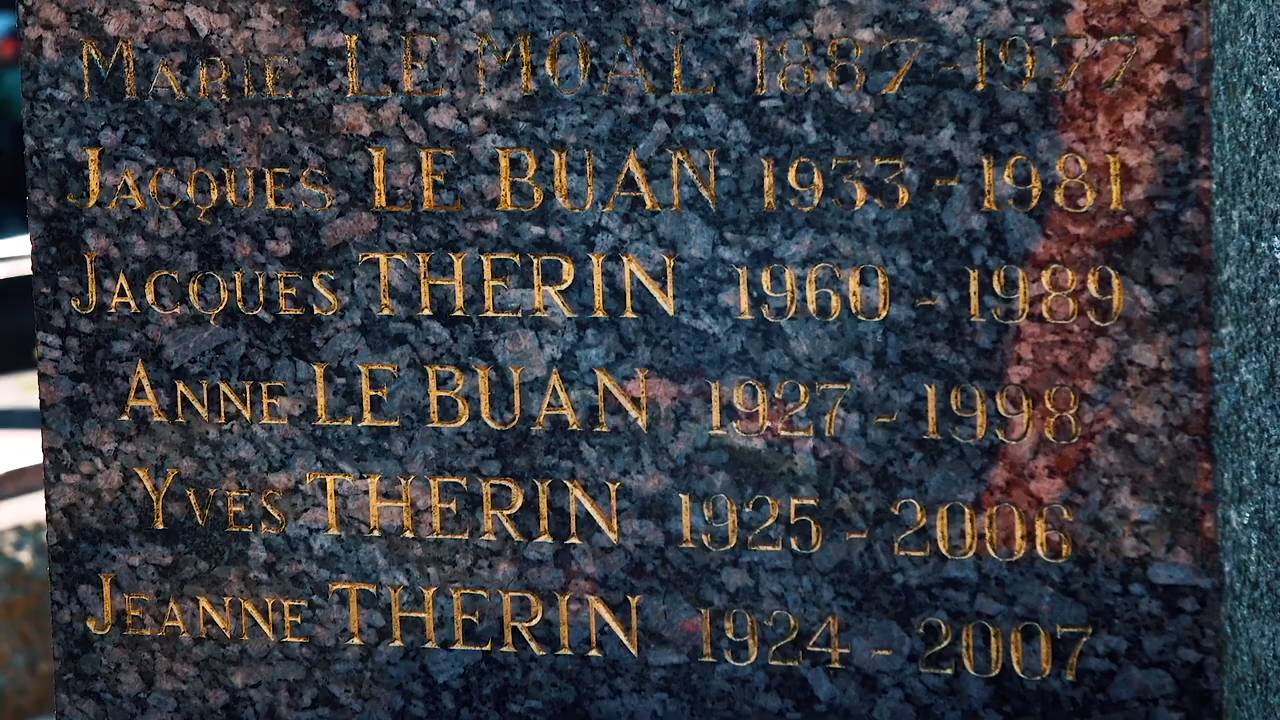 Marie LE MOAL 1887 - 1977
Jacques LE BUAN 1933 - 1981
Jacques THERIN 1960 - 1989
Anne LE BUAN 1927 - 1998
Yves THERIN 1925 - 2006
Jeanne THERIN 1924 - 2007